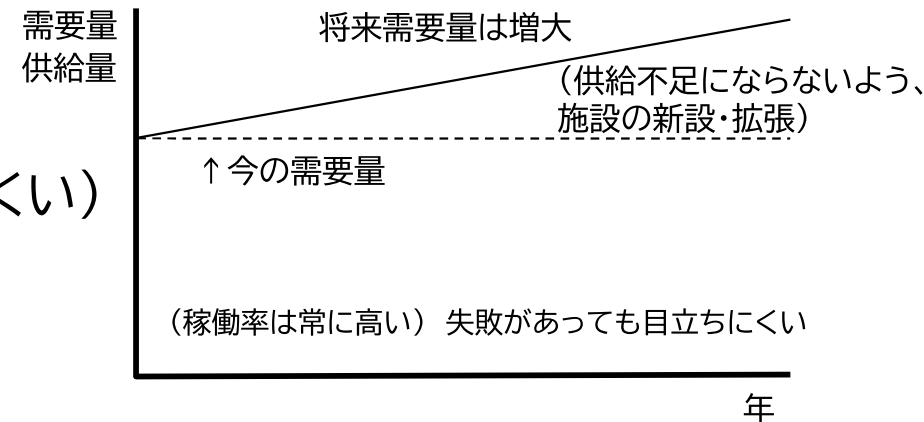 需要量
供給量
将来需要量は増大
（供給不足にならないよう、
施設の新設・拡張）
↑今の需要量
くい）
（稼働率は常に高い） 失敗があっても目立ちにくい
年